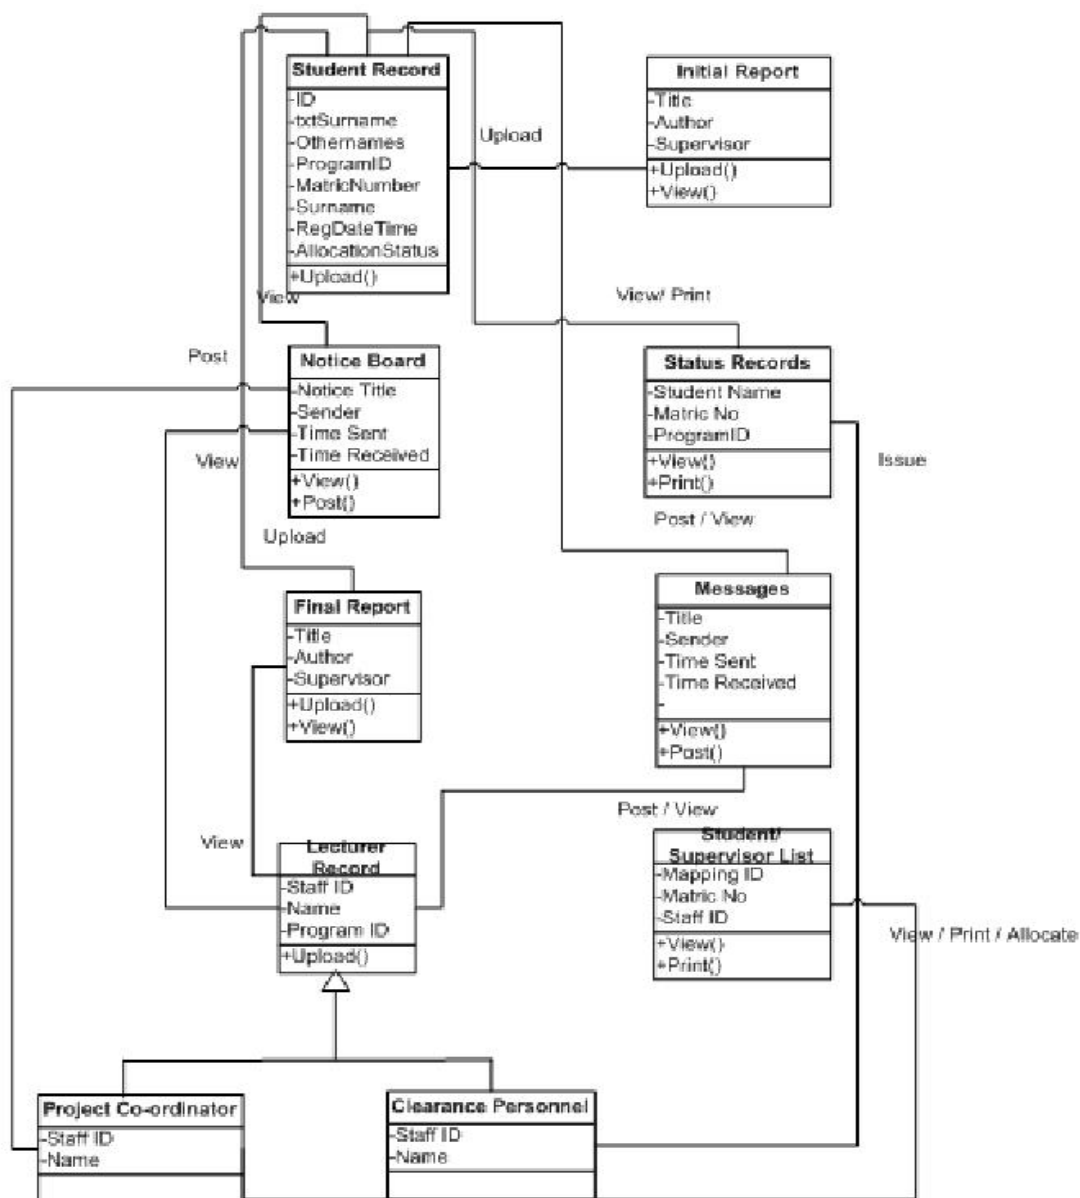 Student Record
-ID
-txtSurname
-Othernames
-ProgramID
-MatricNumber
-Surname
-RegDateTime
-AllocationStatus
+Upload()
Upload
Initial Report
-Title
-Author
-Supervisor
+Upload()
+View()
View
View/ Print
Post
Notice Board
-Notice Title
-Sender
-Time Sent
-Time Received
+View()
+Post()
View
Status Records
-Student Name
-Matric No
-ProgramID
+View()
+Print()
Issue
Post / View
Upload
Final Report
-Title
-Author
-Supervisor
+Upload()
+View()
Messages
-Title
-Sender
-Time Sent
-Time Received
-
+View()
+Post()
Post / View
View
Lecturer
Record
-Staff ID
-Name
-Program ID
+Upload()
Student/
Supervisor List
-Mapping ID
-Matric No
-Staff ID
+View()
+Print()
View / Print / Allocate
Project Co-ordinator
-Staff ID
-Name
Clearance Personnel
-Staff ID
-Name